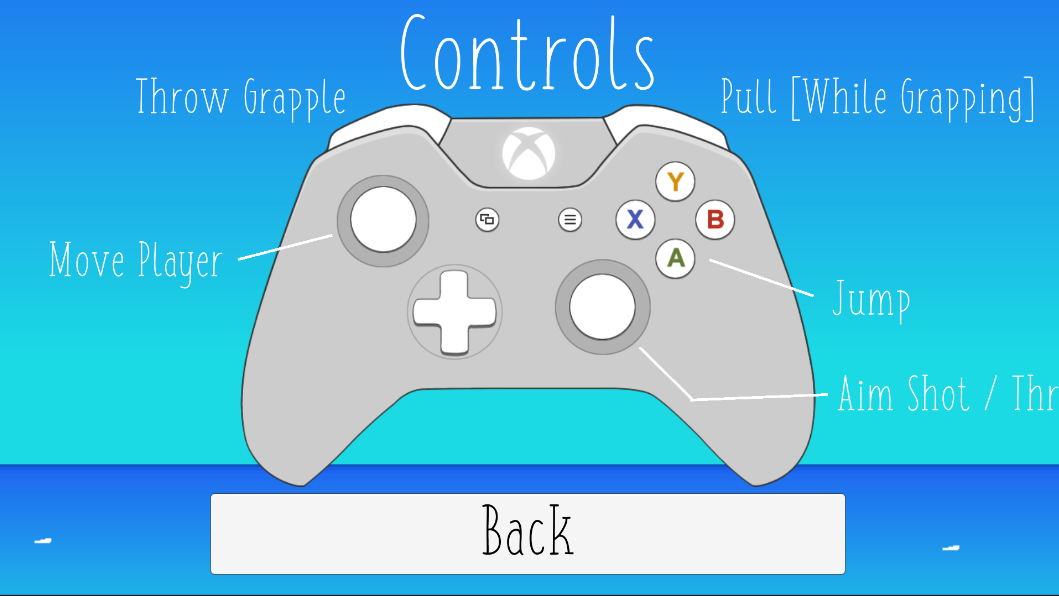 Controls
Throw Grapple
Pull [While Grapping]
Y
X
B
A
Move Player
Jump
Aim Shot / Thr
Back